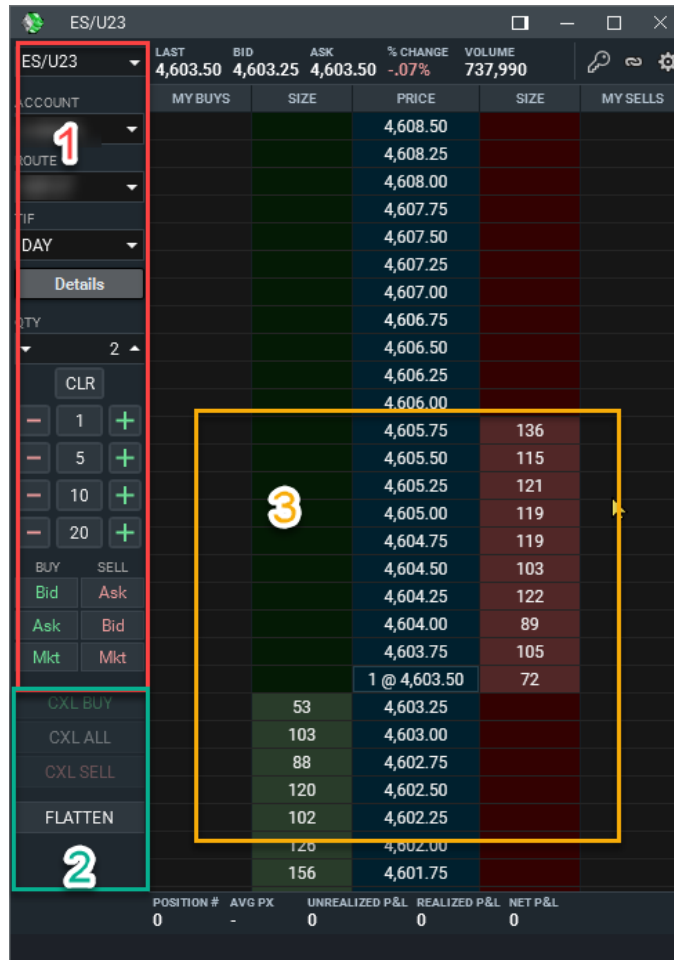 ES/U23
ES/U23
LAST BID ASK % CHANGE VOLUME
4,603.50 4,603.25 4,603.50 -.07% 737,990
MY BUYS SIZE PRICE SIZE MY SELLS
ACCOUNT
1
ROUTE
TIF
DAY
Details
QTY
2
CLR
1
5
10
20
BUY SELL
Bid Ask
Ask Bid
Mkt Mkt
CXL BUY
CXL ALL
CXL SELL
FLATTEN
2
4,608.50
4,608.25
4,608.00
4,607.75
4,607.50
4,607.25
4,607.00
4,606.75
4,606.50
4,606.25
4,606.00
3
4,605.75 136
4,605.50 115
4,605.25 121
4,605.00 119
4,604.75 119
4,604.50 103
4,604.25 122
4,604.00 89
4,603.75 105
1 @ 4,603.50 72
53 4,603.25
103 4,603.00
88 4,602.75
120 4,602.50
102 4,602.25
126 4,602.00
156 4,601.75
POSITION # AVG PX UNREALIZED P&L REALIZED P&L NET P&L
0 - 0 0 0